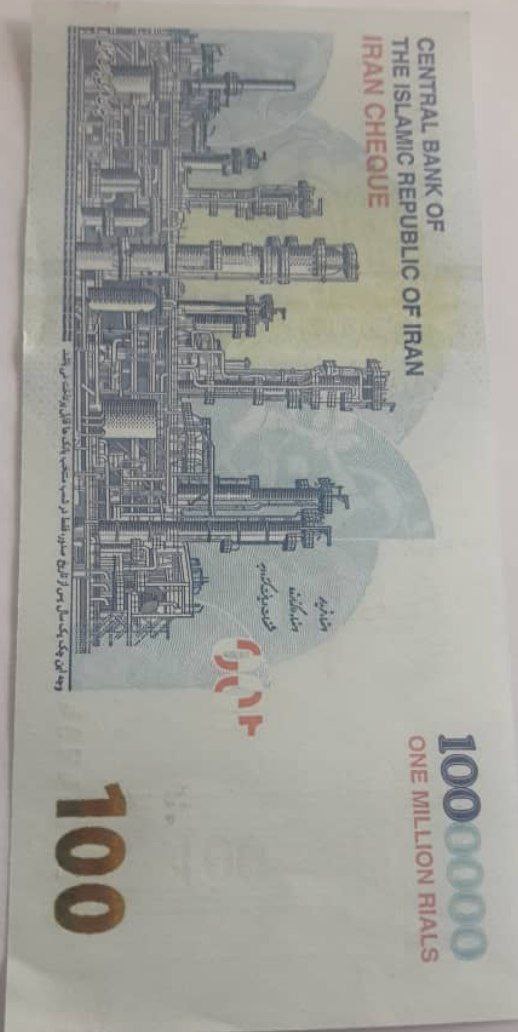 CENTRAL BANK OF
THE ISLAMIC REPUBLIC OF IRAN
IRAN CHEQUE
1000000
ONE MILLION RIALS
امضاء خریدار
امضاء واگذارنده
مشخصات دریافت کننده وجه
100
وجه این چک یک سال پس از تاریخ صدور، فقط در شعب منتخب بانک ها قابل پرداخت می باشد